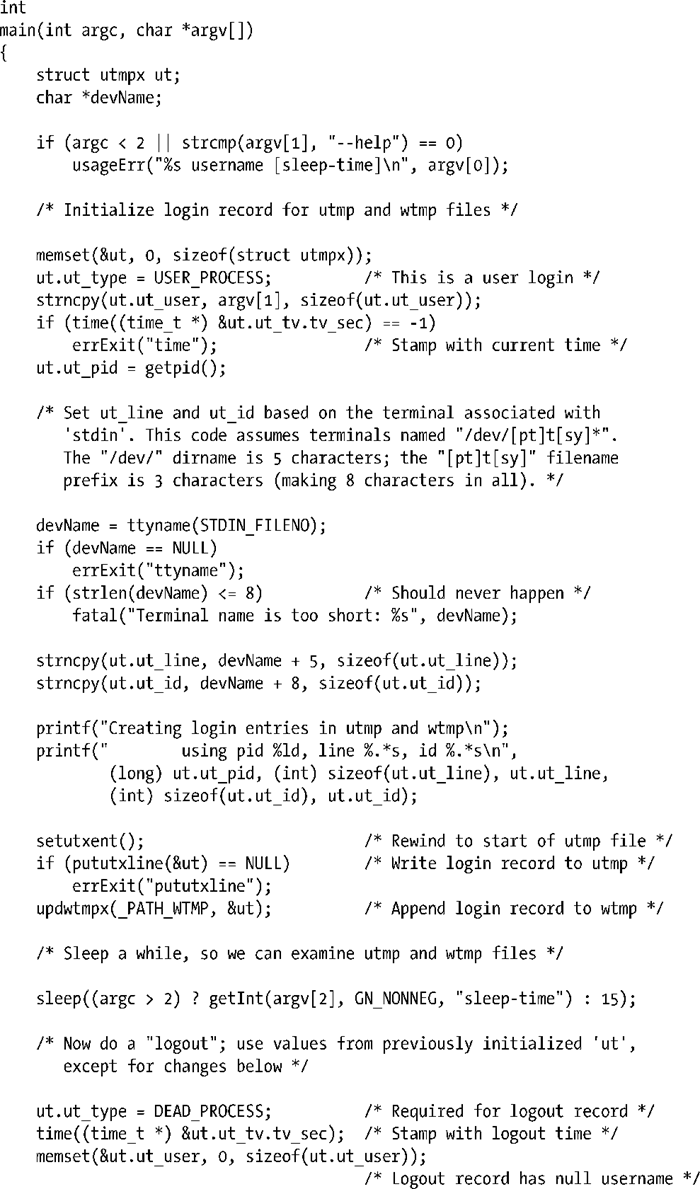 int
main(int argc, char *argv[])
{
    struct utmpx ut;
    char *devName;

    if (argc < 2 || strcmp(argv[1], "--help") == 0)
        usageErr("%s username [sleep-time]\n", argv[0]);

    /* Initialize login record for utmp and wtmp files */

    memset(&ut, 0, sizeof(struct utmpx));
    ut.ut_type = USER_PROCESS;          /* This is a user login */
    strncpy(ut.ut_user, argv[1], sizeof(ut.ut_user));
    if (time((time_t *) &ut.ut_tv.tv_sec) == -1)
        errExit("time");                /* Stamp with current time */
    ut.ut_pid = getpid();

    /* Set ut_line and ut_id based on the terminal associated with
       'stdin'. This code assumes terminals named "/dev/[pt]t[sy]*".
       The "/dev/" dirname is 5 characters; the "[pt]t[sy]" filename
       prefix is 3 characters (making 8 characters in all). */

    devName = ttyname(STDIN_FILENO);
    if (devName == NULL)
        errExit("ttyname");
    if (strlen(devName) <= 8)           /* Should never happen */
        fatal("Terminal name is too short: %s", devName);

    strncpy(ut.ut_line, devName + 5, sizeof(ut.ut_line));
    strncpy(ut.ut_id, devName + 8, sizeof(ut.ut_id));

    printf("Creating login entries in utmp and wtmp\n");
    printf("        using pid %ld, line %.*s, id %.*s\n",
            (long) ut.ut_pid, (int) sizeof(ut.ut_line), ut.ut_line,
            (int) sizeof(ut.ut_id), ut.ut_id);

    setutxent();                        /* Rewind to start of utmp file */
    if (pututxline(&ut) == NULL)        /* Write login record to utmp */
        errExit("pututxline");
    updwtmpx(_PATH_WTMP, &ut);          /* Append login record to wtmp */

    /* Sleep a while, so we can examine utmp and wtmp files */

    sleep((argc > 2) ? getInt(argv[2], GN_NONNEG, "sleep-time") : 15);

    /* Now do a "logout"; use values from previously initialized 'ut',
       except for changes below */

    ut.ut_type = DEAD_PROCESS;          /* Required for logout record */
    time((time_t *) &ut.ut_tv.tv_sec);  /* Stamp with logout time */
    memset(&ut.ut_user, 0, sizeof(ut.ut_user));
                                        /* Logout record has null username */